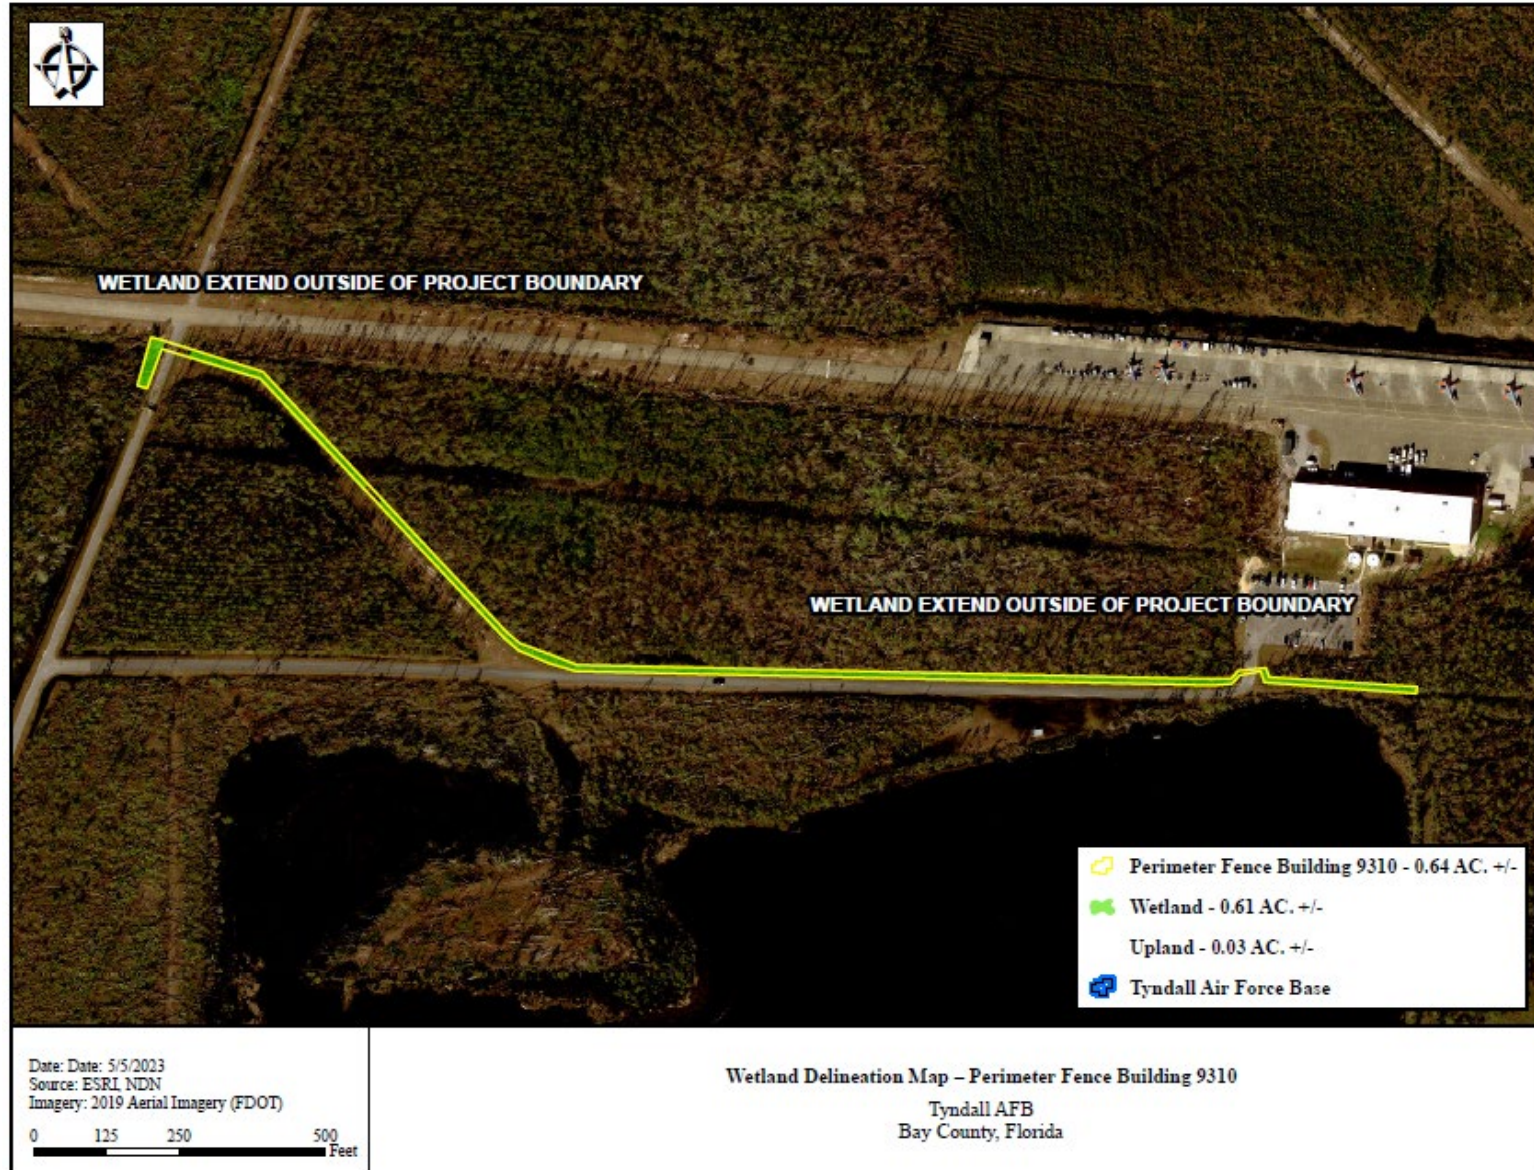 N
WETLAND EXTEND OUTSIDE OF PROJECT BOUNDARY
WETLAND EXTEND OUTSIDE OF PROJECT BOUNDARY
Perimeter Fence Building 9310 - 0.64 AC. +/-
Wetland - 0.61 AC. +/-
Upland - 0.03 AC. +/-
Tyndall Air Force Base
Date: Date: 5/5/2023
Source: ESRI, NDN
Imagery: 2019 Aerial Imagery (FDOT)
0 125 250 500
Feet
Wetland Delineation Map – Perimeter Fence Building 9310
Tyndall AFB
Bay County, Florida